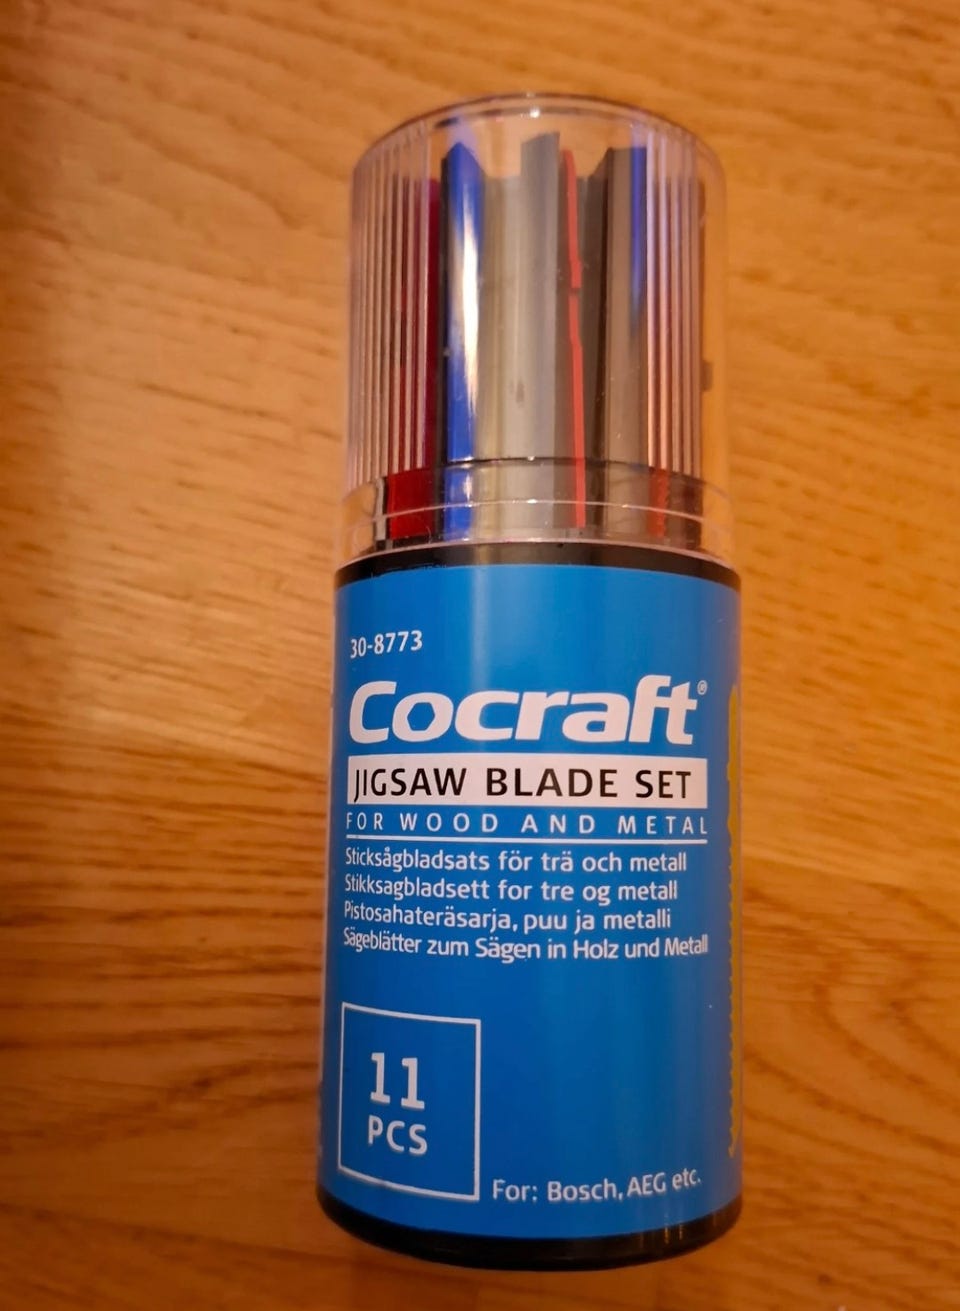 30-8773
Cocraft®
JIGSAW BLADE SET
FOR WOOD AND METAL
Sticksågbladsats för trä och metall
Stikksagbladsett for tre og metall
Pistosahateräsarja, puu ja metalli
Sägeblätter zum Sägen in Holz und Metall
11
PCS
For: Bosch, AEG etc.